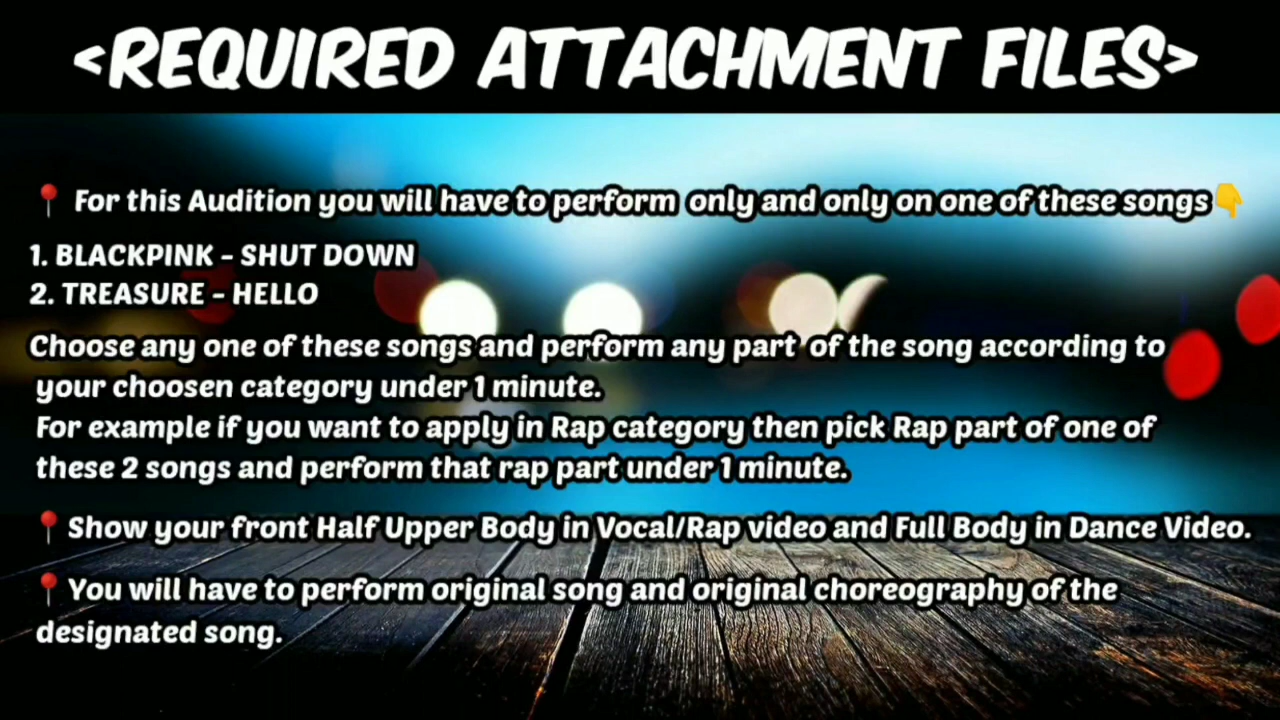 <REQUIRED ATTACHMENT FILES>
📍 For this Audition you will have to perform only and only on one of these songs👇
1. BLACKPINK - SHUT DOWN
2. TREASURE - HELLO
Choose any one of these songs and perform any part of the song according to
your choosen category under 1 minute.
For example if you want to apply in Rap category then pick Rap part of one of
these 2 songs and perform that rap part under 1 minute.
📍Show your front Half Upper Body in Vocal/Rap video and Full Body in Dance Video.
📍You will have to perform original song and original choreography of the
designated song.